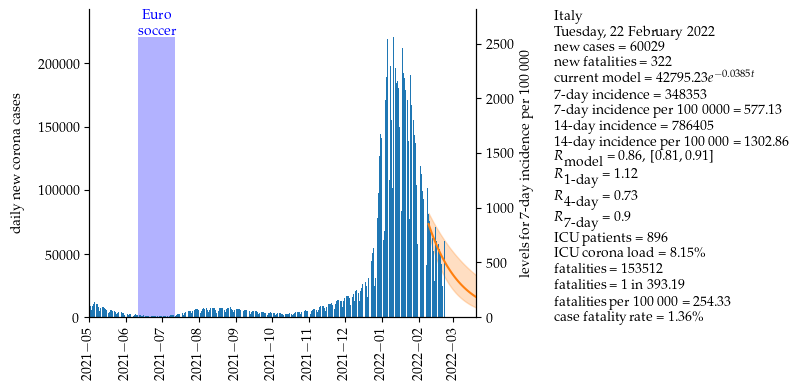 Euro
soccer
daily new corona cases
200000
150000
100000
50000
0
2021−05
2021−06
2021−07
2021−08
2021−09
2021−10
2021−11
2021−12
2022−01
2022−02
2022−03
2500
2000
1500
1000
500
0
levels for 7-day incidence per 100 000
Italy
Tuesday, 22 February 2022
new cases = 60029
new fatalities = 322
current model = 42795.23e^{−0.0385t}
7-day incidence = 348353
7-day incidence per 100 0000 = 577.13
14-day incidence = 786405
14-day incidence per 100 000 = 1302.86
R_model = 0.86, [0.81, 0.91]
R_1-day = 1.12
R_4-day = 0.73
R_7-day = 0.9
ICU patients = 896
ICU corona load = 8.15%
fatalities = 153512
fatalities = 1 in 393.19
fatalities per 100 000 = 254.33
case fatality rate = 1.36%